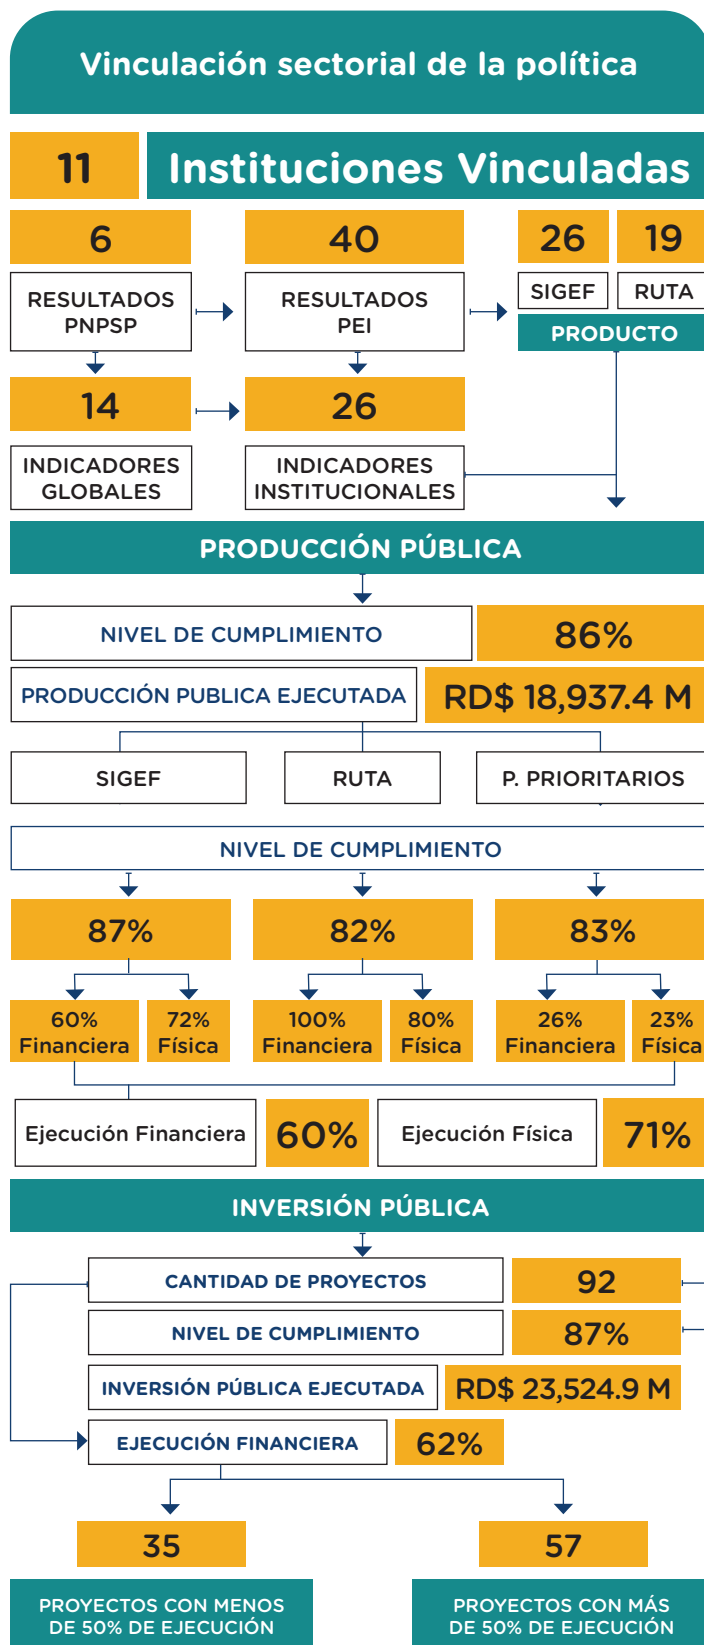 Vinculación sectorial de la política
11
Instituciones Vinculadas
6
40
26
19
RESULTADOS
PNPSP
RESULTADOS
PEI
SIGEF
RUTA
PRODUCTO
14
26
INDICADORES
GLOBALES
INDICADORES
INSTITUCIONALES
PRODUCCIÓN PÚBLICA
NIVEL DE CUMPLIMIENTO
86%
PRODUCCIÓN PUBLICA EJECUTADA
RD$ 18,937.4 M
SIGEF
RUTA
P. PRIORITARIOS
NIVEL DE CUMPLIMIENTO
87%
82%
83%
60%
Financiera
72%
Física
100%
Financiera
80%
Física
26%
Financiera
23%
Física
Ejecución Financiera
60%
Ejecución Física
71%
INVERSIÓN PÚBLICA
CANTIDAD DE PROYECTOS
92
NIVEL DE CUMPLIMIENTO
87%
INVERSIÓN PÚBLICA EJECUTADA
RD$ 23,524.9 M
EJECUCIÓN FINANCIERA
62%
35
57
PROYECTOS CON MENOS
DE 50% DE EJECUCIÓN
PROYECTOS CON MÁS
DE 50% DE EJECUCIÓN